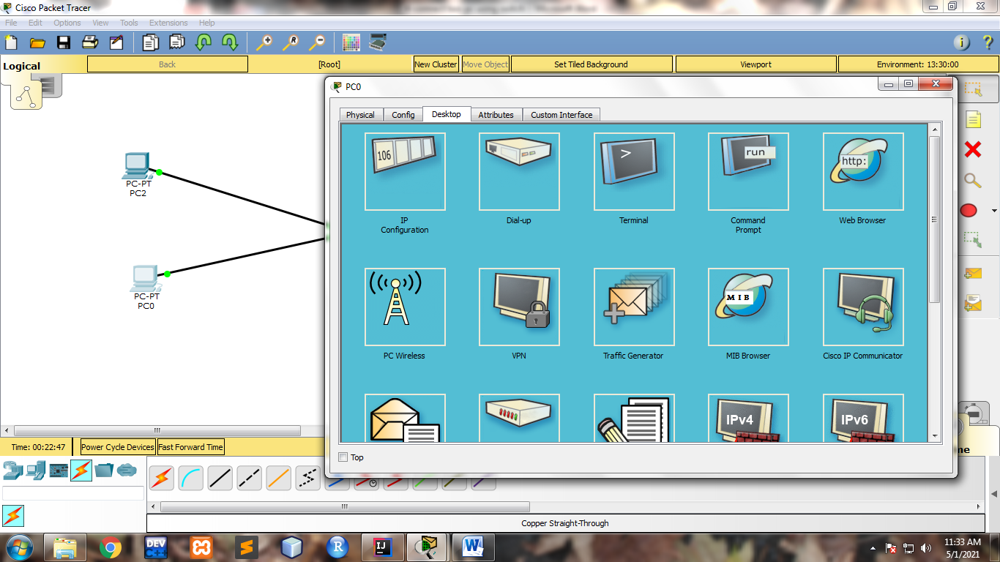 Cisco Packet Tracer
File Edit Options View Tools Extensions Help
Logical
Back
[Root]
New Cluster
Move Object
Set Tiled Background
Viewport
Environment: 13:30:00
PC0
Physical
Config
Desktop
Attributes
Custom Interface
106
>
run
http:
IP
Configuration
Dial-up
Terminal
Command
Prompt
Web Browser
MIB
PC Wireless
VPN
Traffic Generator
MIB Browser
Cisco IP Communicator
IPv4
IPv6
Top
PC-PT
PC2
PC-PT
PC0
Time: 00:22:47
Power Cycle Devices
Fast Forward Time
me
Copper Straight-Through
DEV
C++
R
IJ
W
11:33 AM
5/1/2021